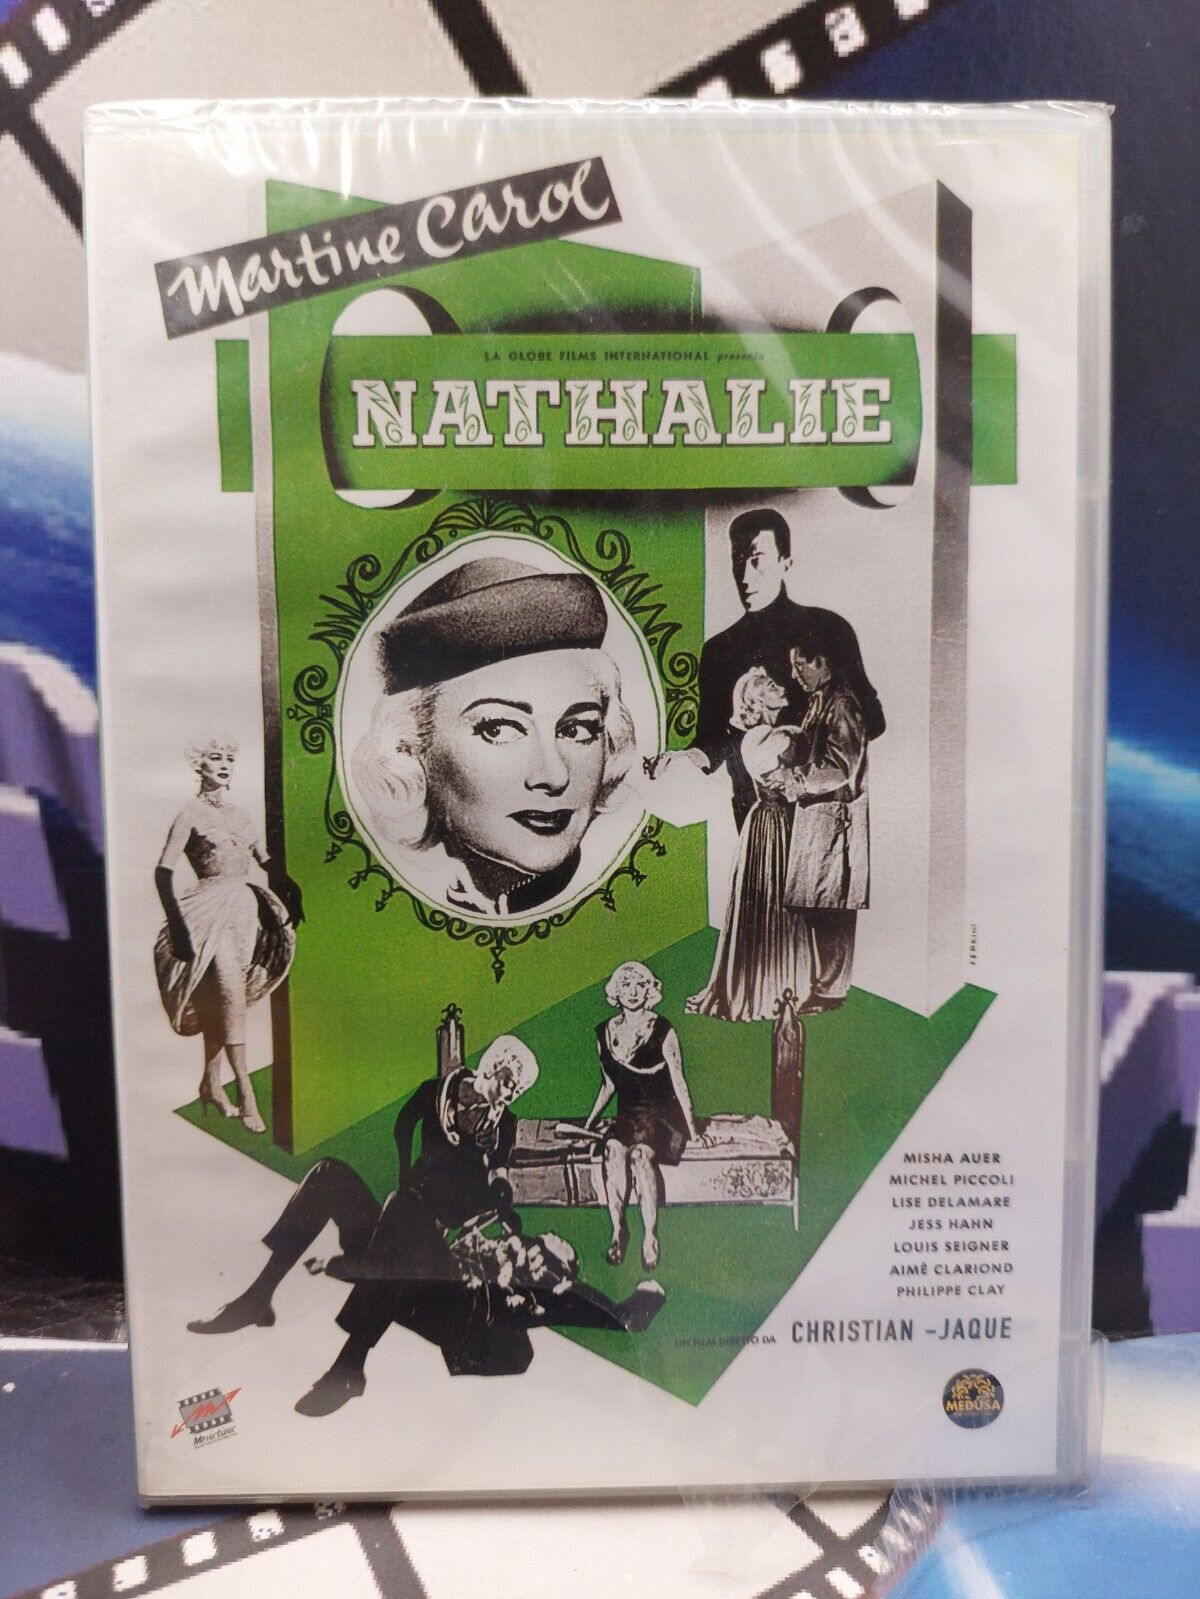 Martine Carol
LA GLOBE FILMS INTERNATIONAL presenta
NATHALIE
FERRINI
MISHA AUER
MICHEL PICCOLI
LISE DELAMARE
JESS HAHN
LOUIS SEIGNER
AIMÈ CLARIOND
PHILIPPE CLAY
UN FILM DIRETTO DA CHRISTIAN -JAQUE
MEDUSA